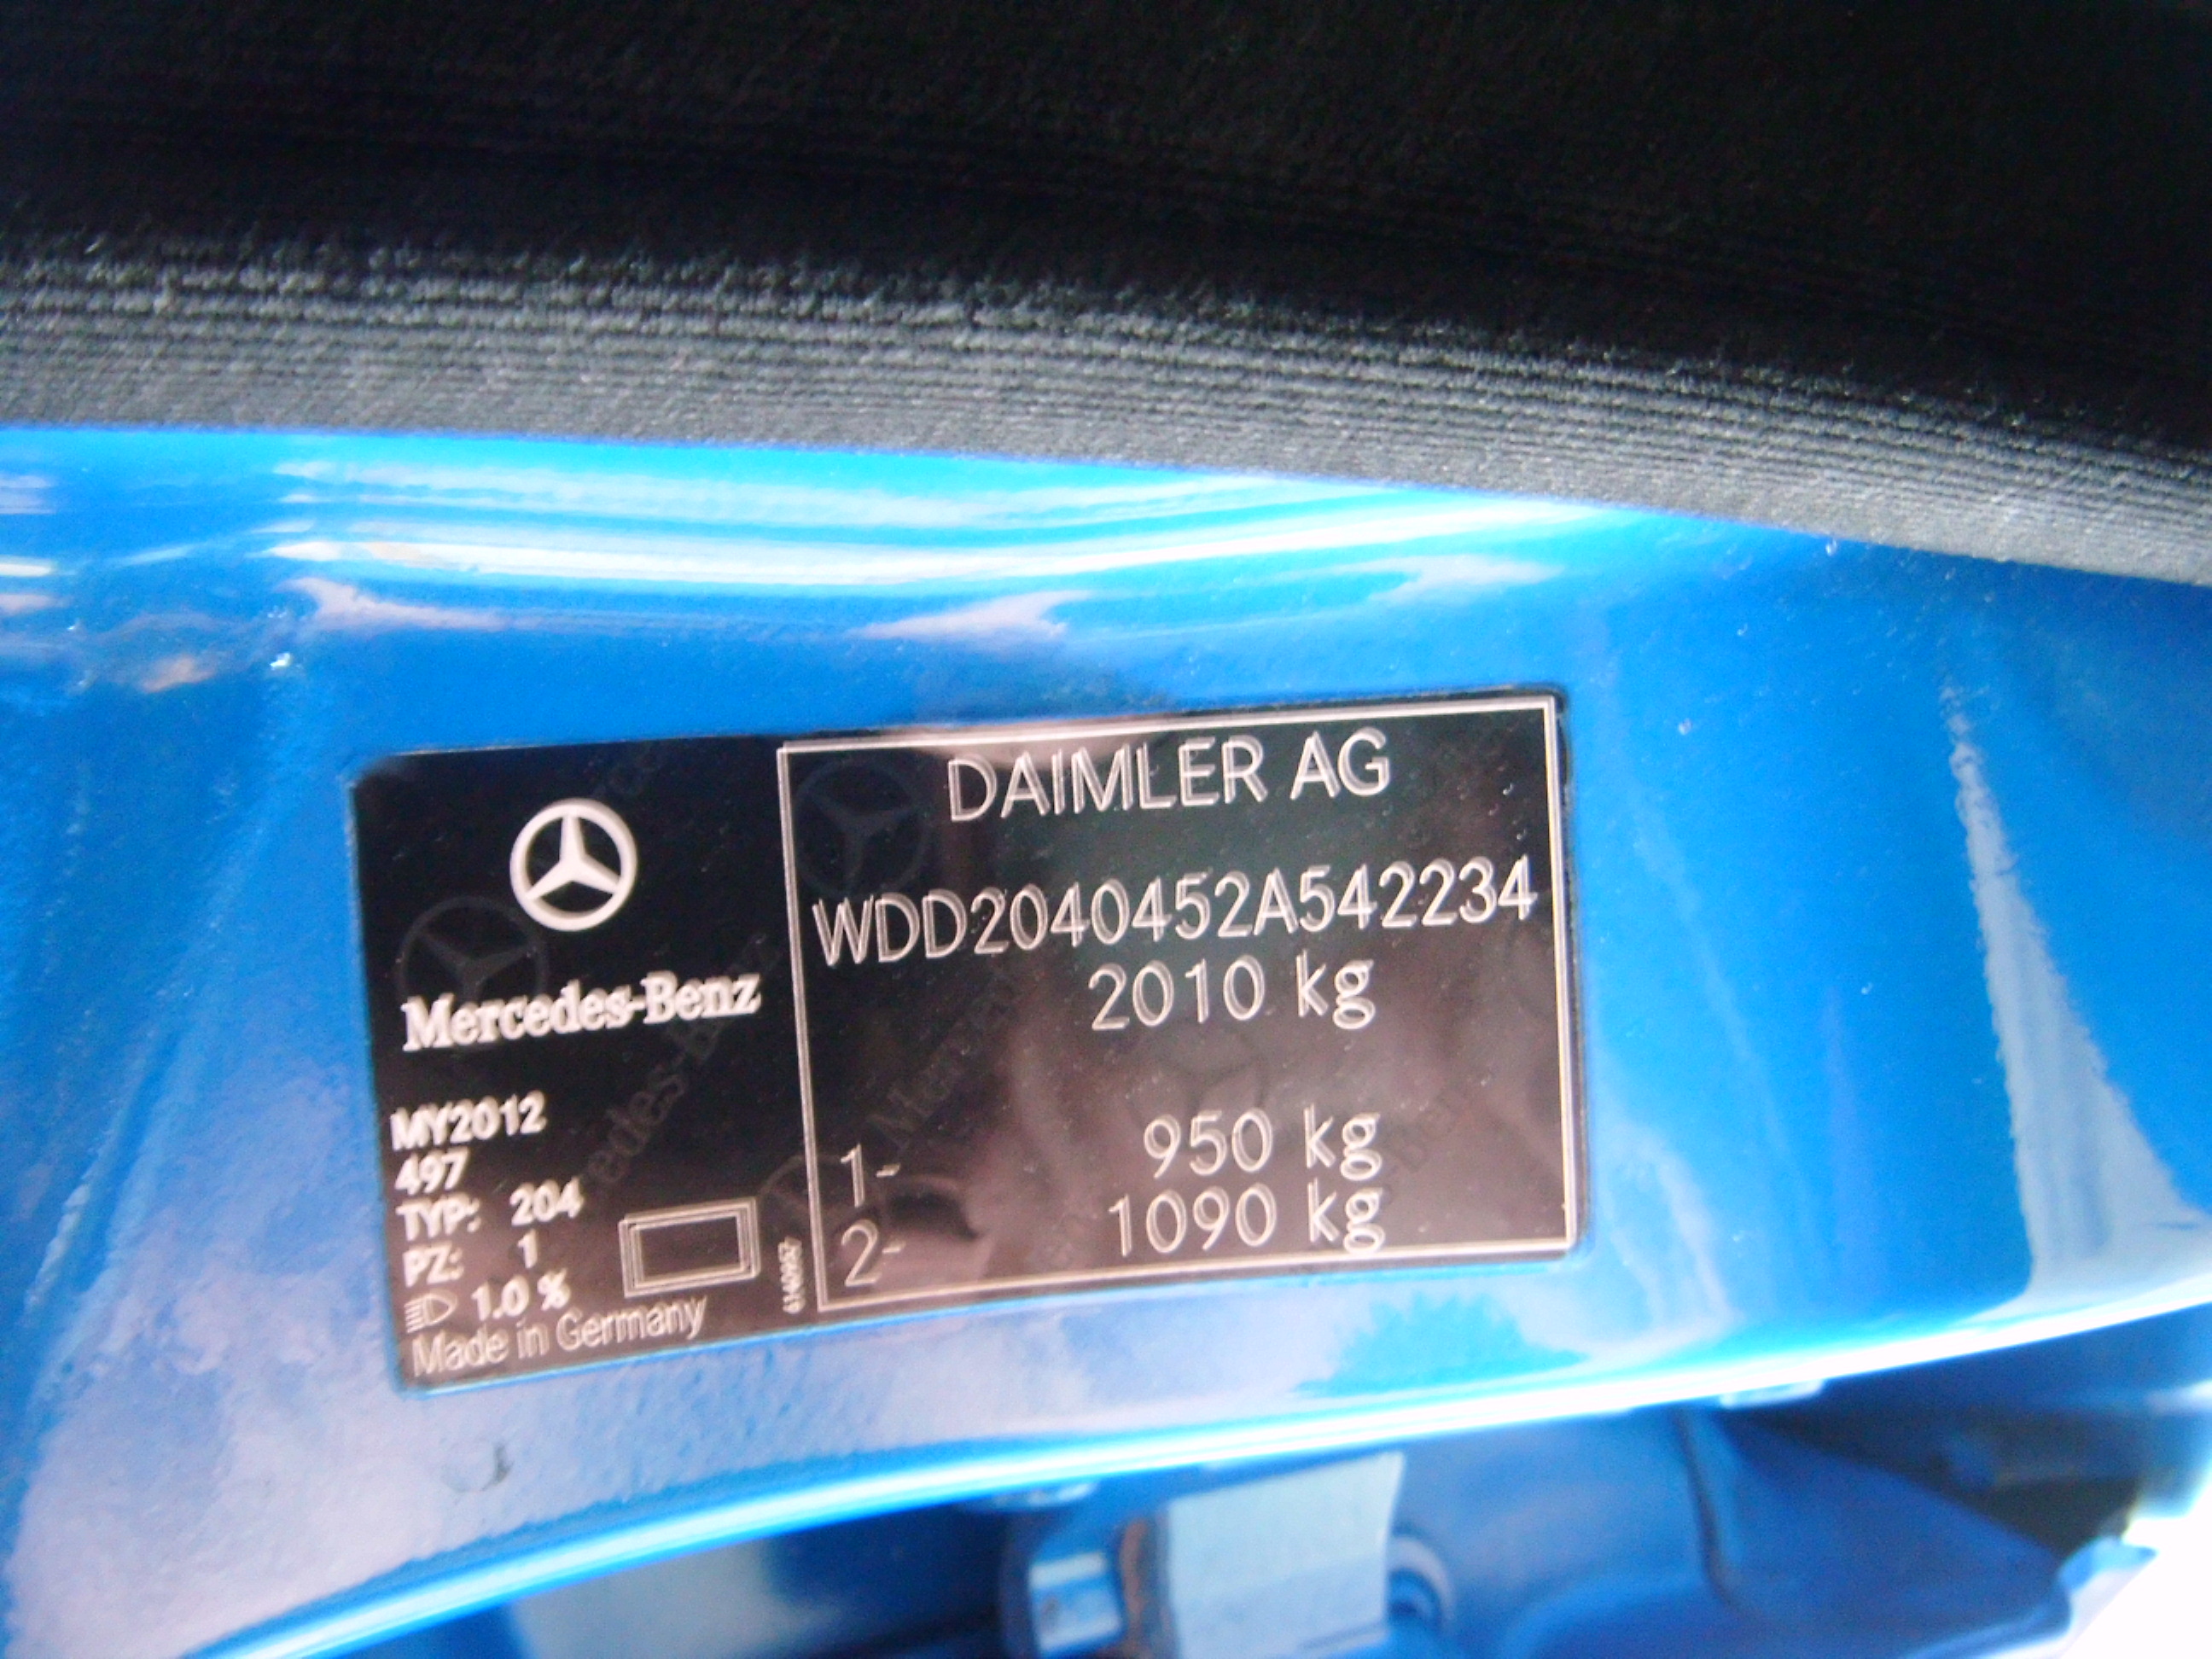 Mercedes-Benz
MY2012
497
TYP: 204
PZ: 1
1.0 %
Made in Germany
DAIMLER AG
WDD2040452A542234
2010 kg
1- 950 kg
2- 1090 kg